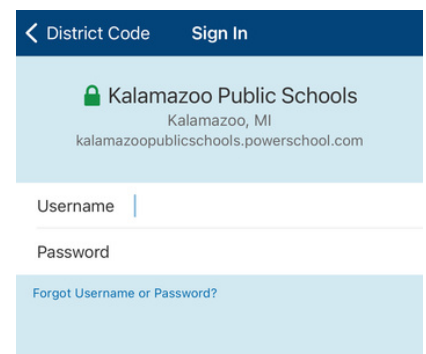 District Code Sign In
Kalamazoo Public Schools
Kalamazoo, MI
kalamazoopublicschools.powerschool.com
Username
Password
Forgot Username or Password?